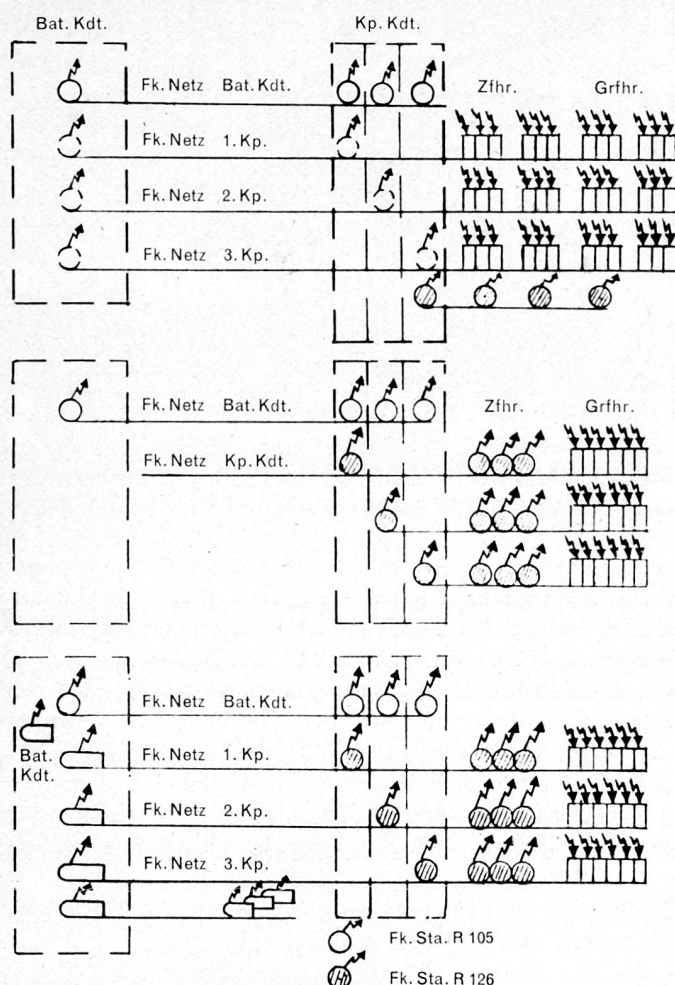 Bat. Kdt. Kp. Kdt.
Fk. Netz Bat. Kdt. Zfhr. Grfhr.
Fk. Netz 1. Kp.
Fk. Netz 2. Kp.
Fk. Netz 3. Kp.
Fk. Netz Bat. Kdt. Zfhr. Grfhr.
Fk. Netz Kp. Kdt.
Fk. Netz Bat. Kdt.
Bat.
Kdt.
Fk. Netz 1. Kp.
Fk. Netz 2. Kp.
Fk. Netz 3. Kp.
Fk. Sta. R 105
Fk. Sta. R 126